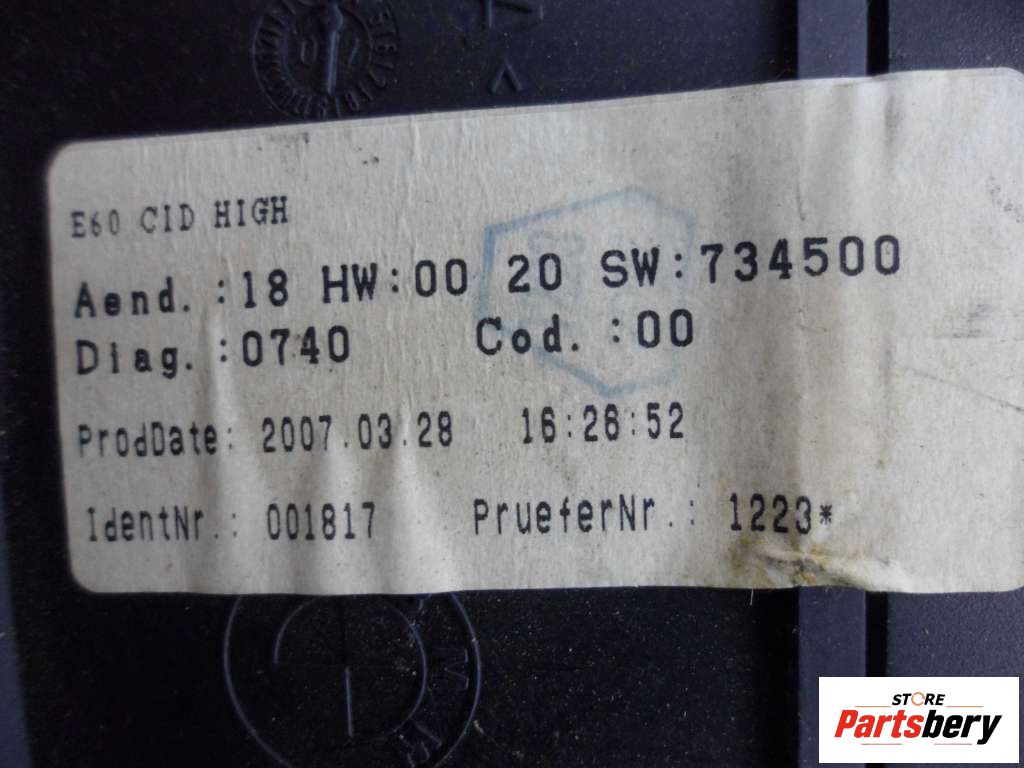 E60 CID HIGH
Aend. :18 HW:00 20 SW:734500
Diag. :0740 Cod. :00
ProdDate: 2007.03.28 16:26:52
IdentNr.: 001817 PrueferNr.: 1223*
STORE
Partsbery